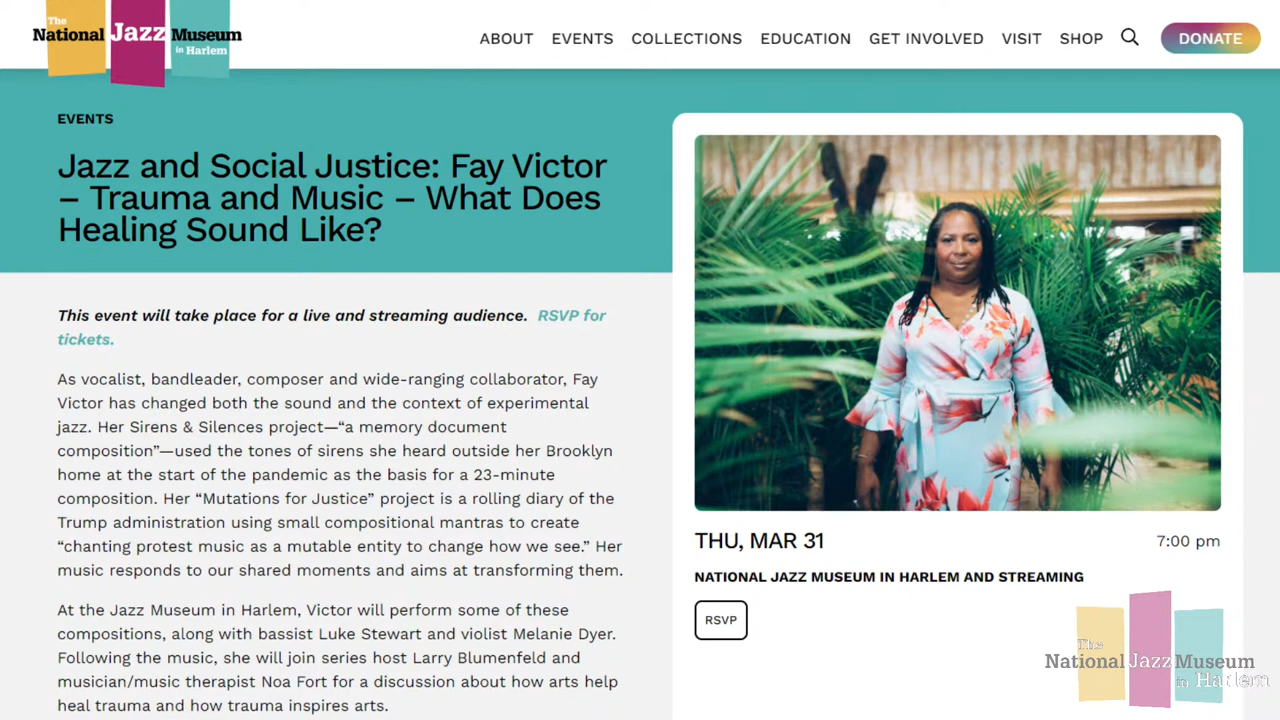 The
National Jazz Museum
in Harlem
ABOUT EVENTS COLLECTIONS EDUCATION GET INVOLVED VISIT SHOP DONATE
EVENTS
Jazz and Social Justice: Fay Victor
– Trauma and Music – What Does
Healing Sound Like?
This event will take place for a live and streaming audience. RSVP for
tickets.
As vocalist, bandleader, composer and wide-ranging collaborator, Fay
Victor has changed both the sound and the context of experimental
jazz. Her Sirens & Silences project—“a memory document
composition”—used the tones of sirens she heard outside her Brooklyn
home at the start of the pandemic as the basis for a 23-minute
composition. Her “Mutations for Justice” project is a rolling diary of the
Trump administration using small compositional mantras to create
“chanting protest music as a mutable entity to change how we see.” Her
music responds to our shared moments and aims at transforming them.
At the Jazz Museum in Harlem, Victor will perform some of these
compositions, along with bassist Luke Stewart and violist Melanie Dyer.
Following the music, she will join series host Larry Blumenfeld and
musician/music therapist Noa Fort for a discussion about how arts help
heal trauma and how trauma inspires arts.
THU, MAR 31 7:00 pm
NATIONAL JAZZ MUSEUM IN HARLEM AND STREAMING
RSVP
The
National Jazz Museum
in Harlem